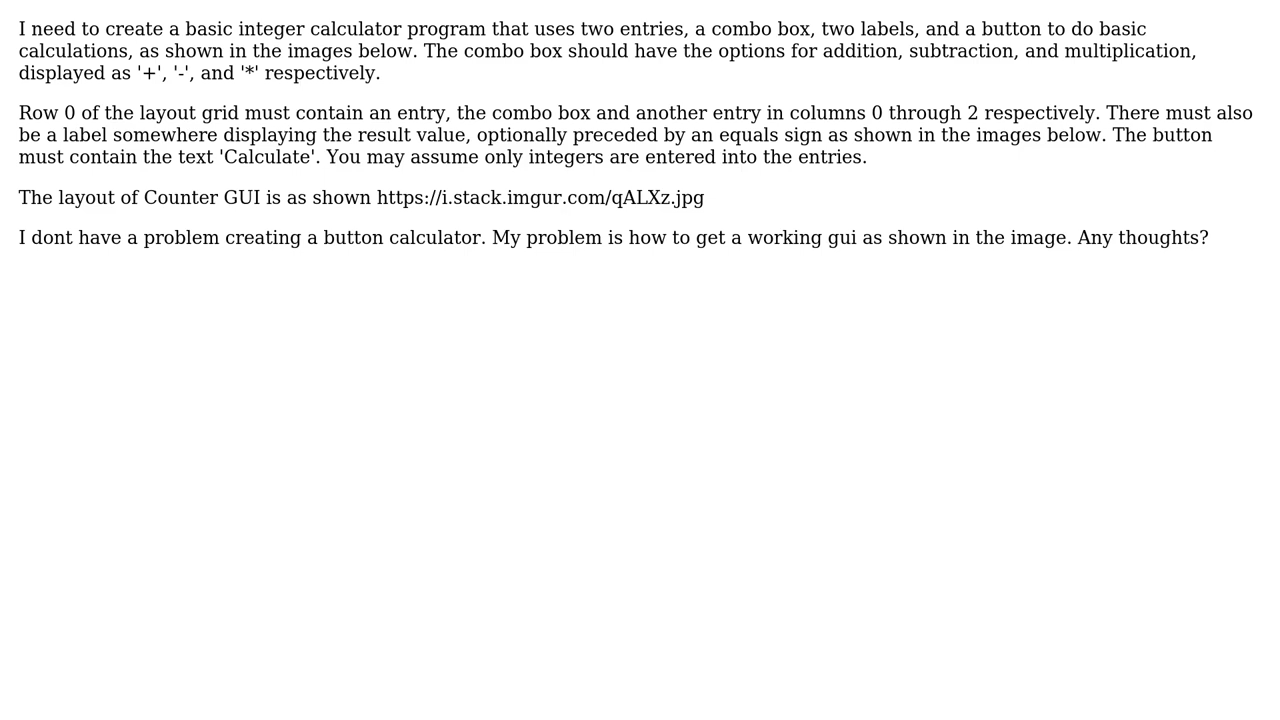 I need to create a basic integer calculator program that uses two entries, a combo box, two labels, and a button to do basic
calculations, as shown in the images below. The combo box should have the options for addition, subtraction, and multiplication,
displayed as '+', '-', and '*' respectively.
Row 0 of the layout grid must contain an entry, the combo box and another entry in columns 0 through 2 respectively. There must also
be a label somewhere displaying the result value, optionally preceded by an equals sign as shown in the images below. The button
must contain the text 'Calculate'. You may assume only integers are entered into the entries.
The layout of Counter GUI is as shown https://i.stack.imgur.com/qALXz.jpg
I dont have a problem creating a button calculator. My problem is how to get a working gui as shown in the image. Any thoughts?